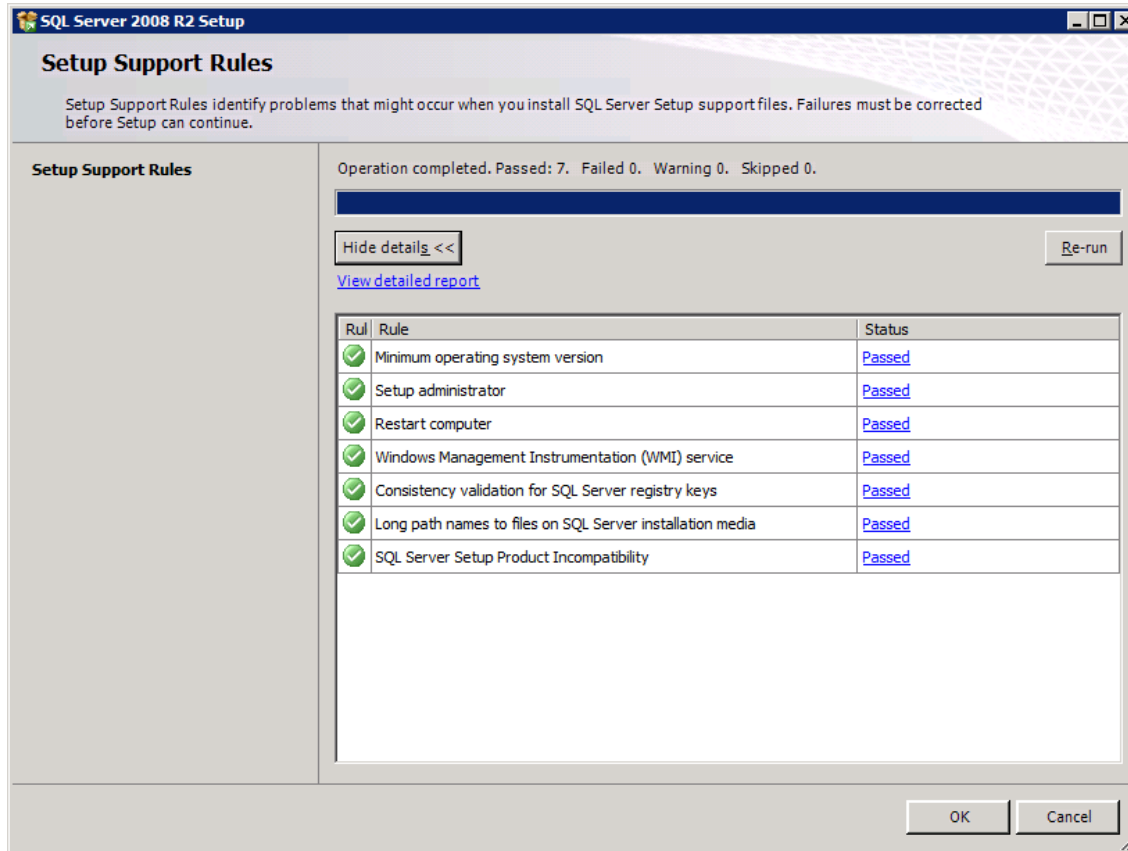 SQL Server 2008 R2 Setup
Setup Support Rules
Setup Support Rules identify problems that might occur when you install SQL Server Setup support files. Failures must be corrected
before Setup can continue.
Setup Support Rules
Operation completed. Passed: 7. Failed 0. Warning 0. Skipped 0.
Hide details <<
Re-run
View detailed report
Rul Rule Status
Minimum operating system version Passed
Setup administrator Passed
Restart computer Passed
Windows Management Instrumentation (WMI) service Passed
Consistency validation for SQL Server registry keys Passed
Long path names to files on SQL Server installation media Passed
SQL Server Setup Product Incompatibility Passed
OK Cancel